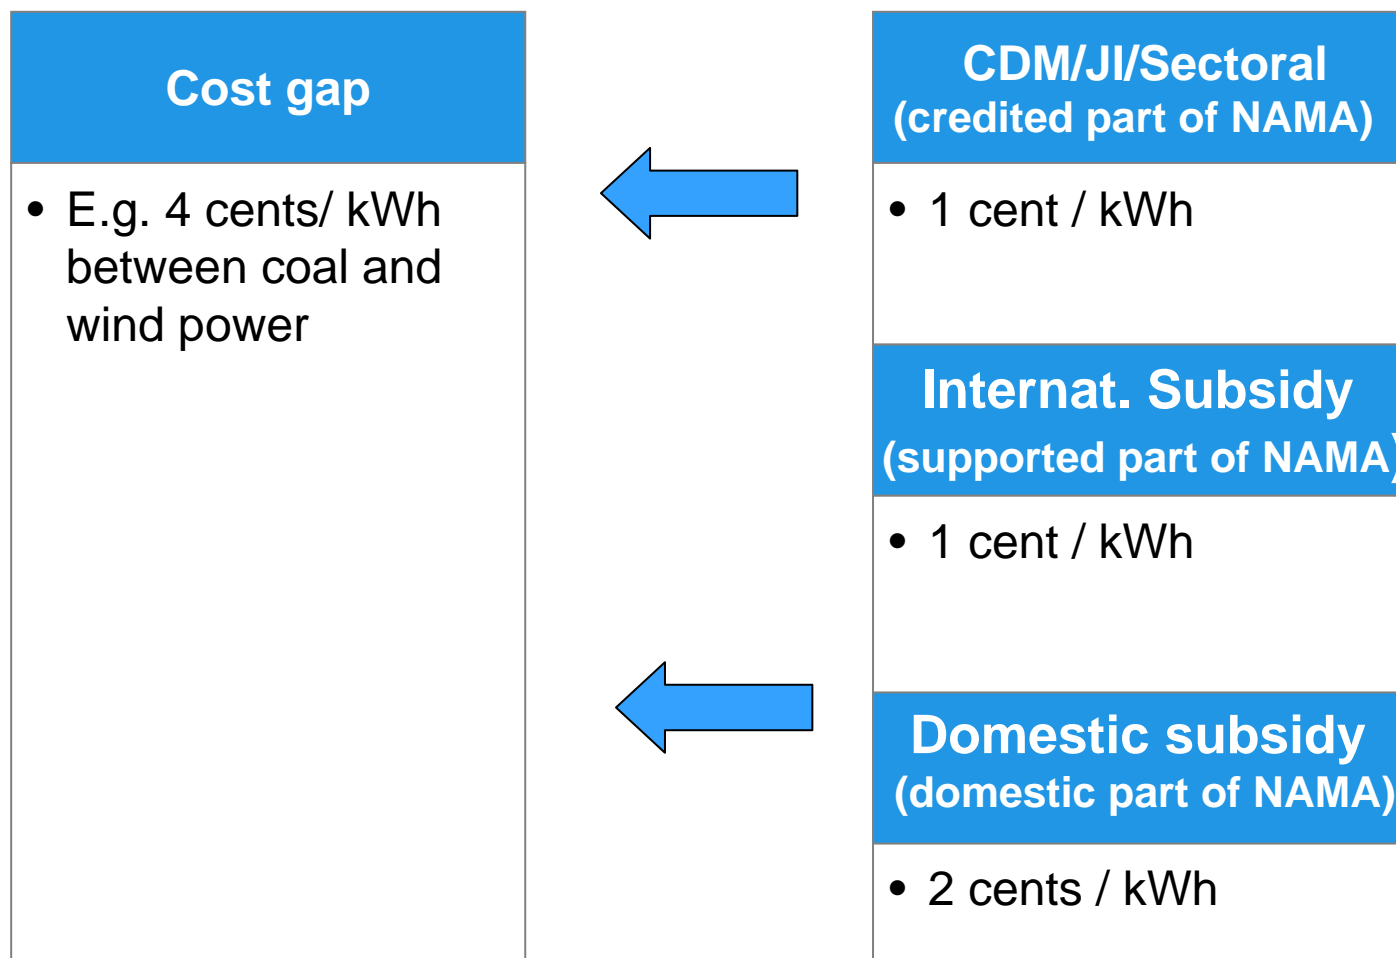 Cost gap
• E.g. 4 cents/ kWh
between coal and
wind power
CDM/JI/Sectoral
(credited part of NAMA)
• 1 cent / kWh
Internat. Subsidy
(supported part of NAMA)
• 1 cent / kWh
Domestic subsidy
(domestic part of NAMA)
• 2 cents / kWh